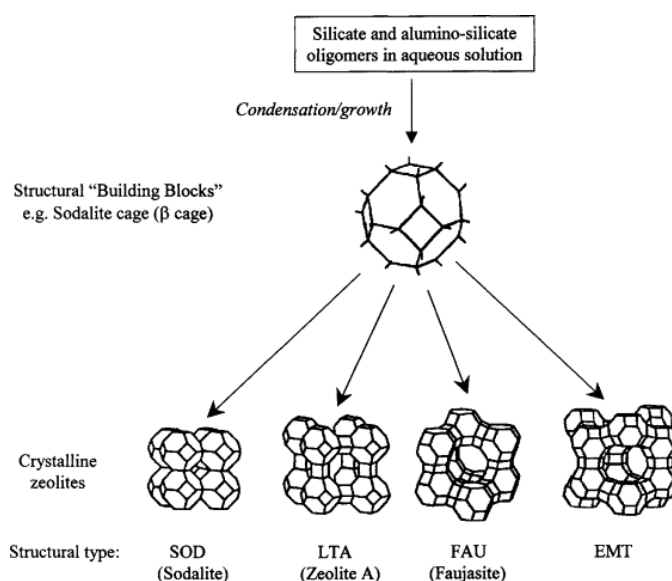 Silicate and alumino-silicate
oligomers in aqueous solution
Condensation/growth
Structural “Building Blocks”
e.g. Sodalite cage (β cage)
Crystalline
zeolites
Structural type:
SOD
(Sodalite)
LTA
(Zeolite A)
FAU
(Faujasite)
EMT